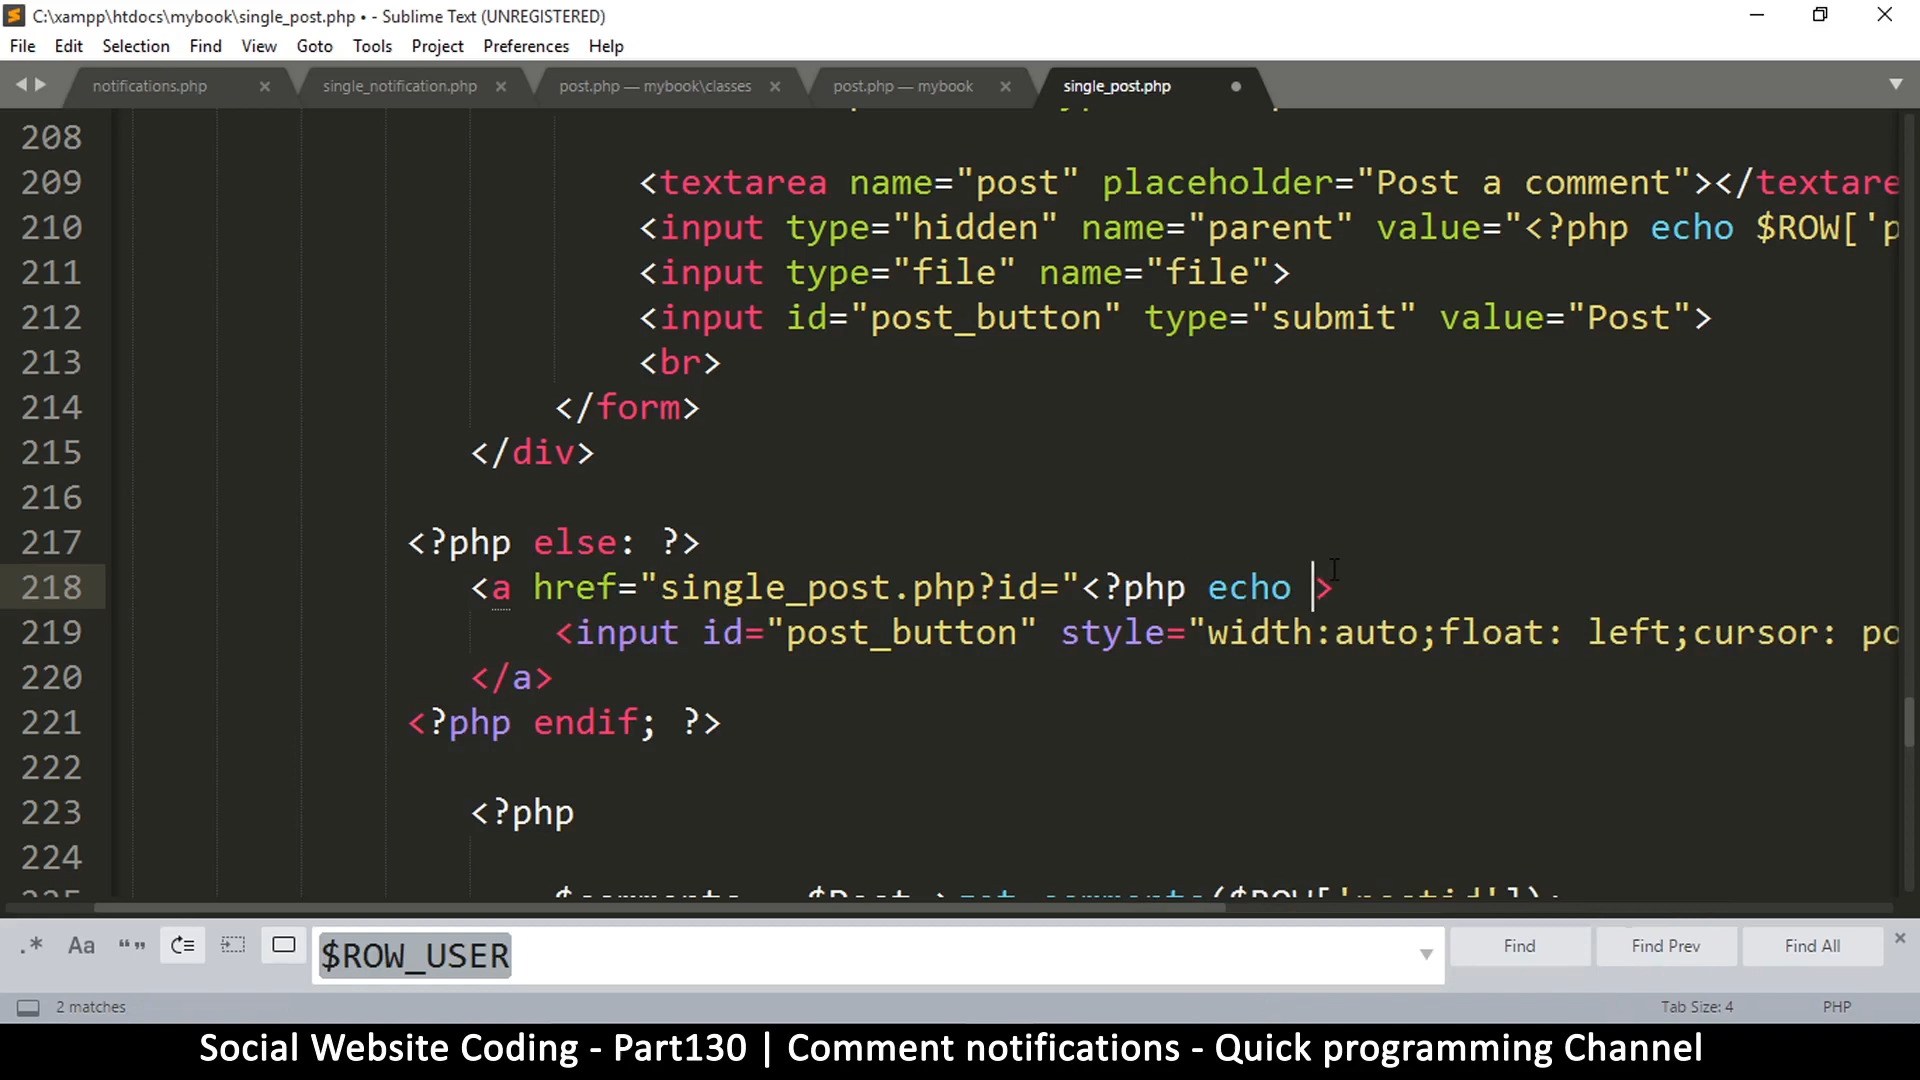 C:\xampp\htdocs\mybook\single_post.php • - Sublime Text (UNREGISTERED)
File Edit Selection Find View Goto Tools Project Preferences Help
notifications.php single_notification.php post.php — mybook\classes post.php — mybook single_post.php
208
209 <textarea name="post" placeholder="Post a comment"></textare
210 <input type="hidden" name="parent" value="<?php echo $ROW['p
211 <input type="file" name="file">
212 <input id="post_button" type="submit" value="Post">
213 <br>
214 </form>
215 </div>
216
217 <?php else: ?>
218 <a href="single_post.php?id="<?php echo >
219 <input id="post_button" style="width:auto;float: left;cursor: po
220 </a>
221 <?php endif; ?>
222
223 <?php
224
225 $comments = $Post->get_comments($ROW['postid']);
.* Aa “” $ROW_USER Find Find Prev Find All
2 matches Tab Size: 4 PHP
Social Website Coding - Part130 | Comment notifications - Quick programming Channel